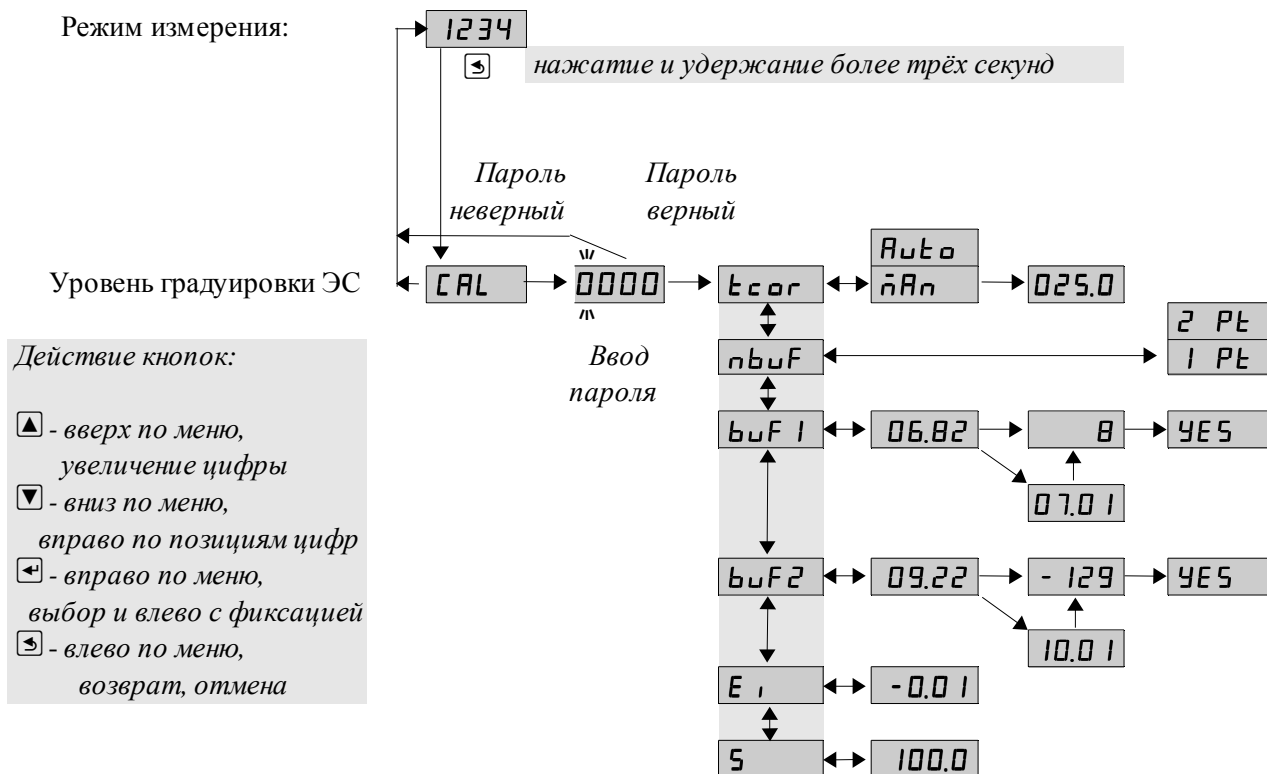 Режим измерения:
1234
нажатие и удержание более трёх секунд
Пароль неверный
Пароль верный
Уровень градуировки ЭС
CAL
0000
Ввод пароля
tcor
Auto
m̄An
025.0
nbuF
2 Pt
1 Pt
buF1
06.82
8
YES
07.01
buF2
09.22
-129
YES
10.01
Ei
-0.01
S
100.0
Действие кнопок:
▲ - вверх по меню,
увеличение цифры
▼ - вниз по меню,
вправо по позициям цифр
↵ - вправо по меню,
выбор и влево с фиксацией
- влево по меню,
возврат, отмена